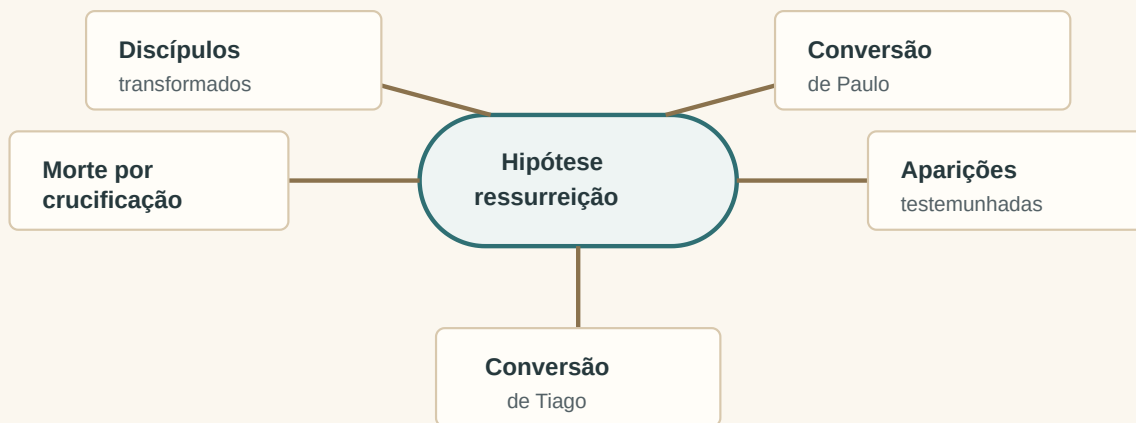 Discípulos
transformados
Conversão
de Paulo
Morte por
crucificação
Hipótese
ressurreição
Aparições
testemunhadas
Conversão
de Tiago